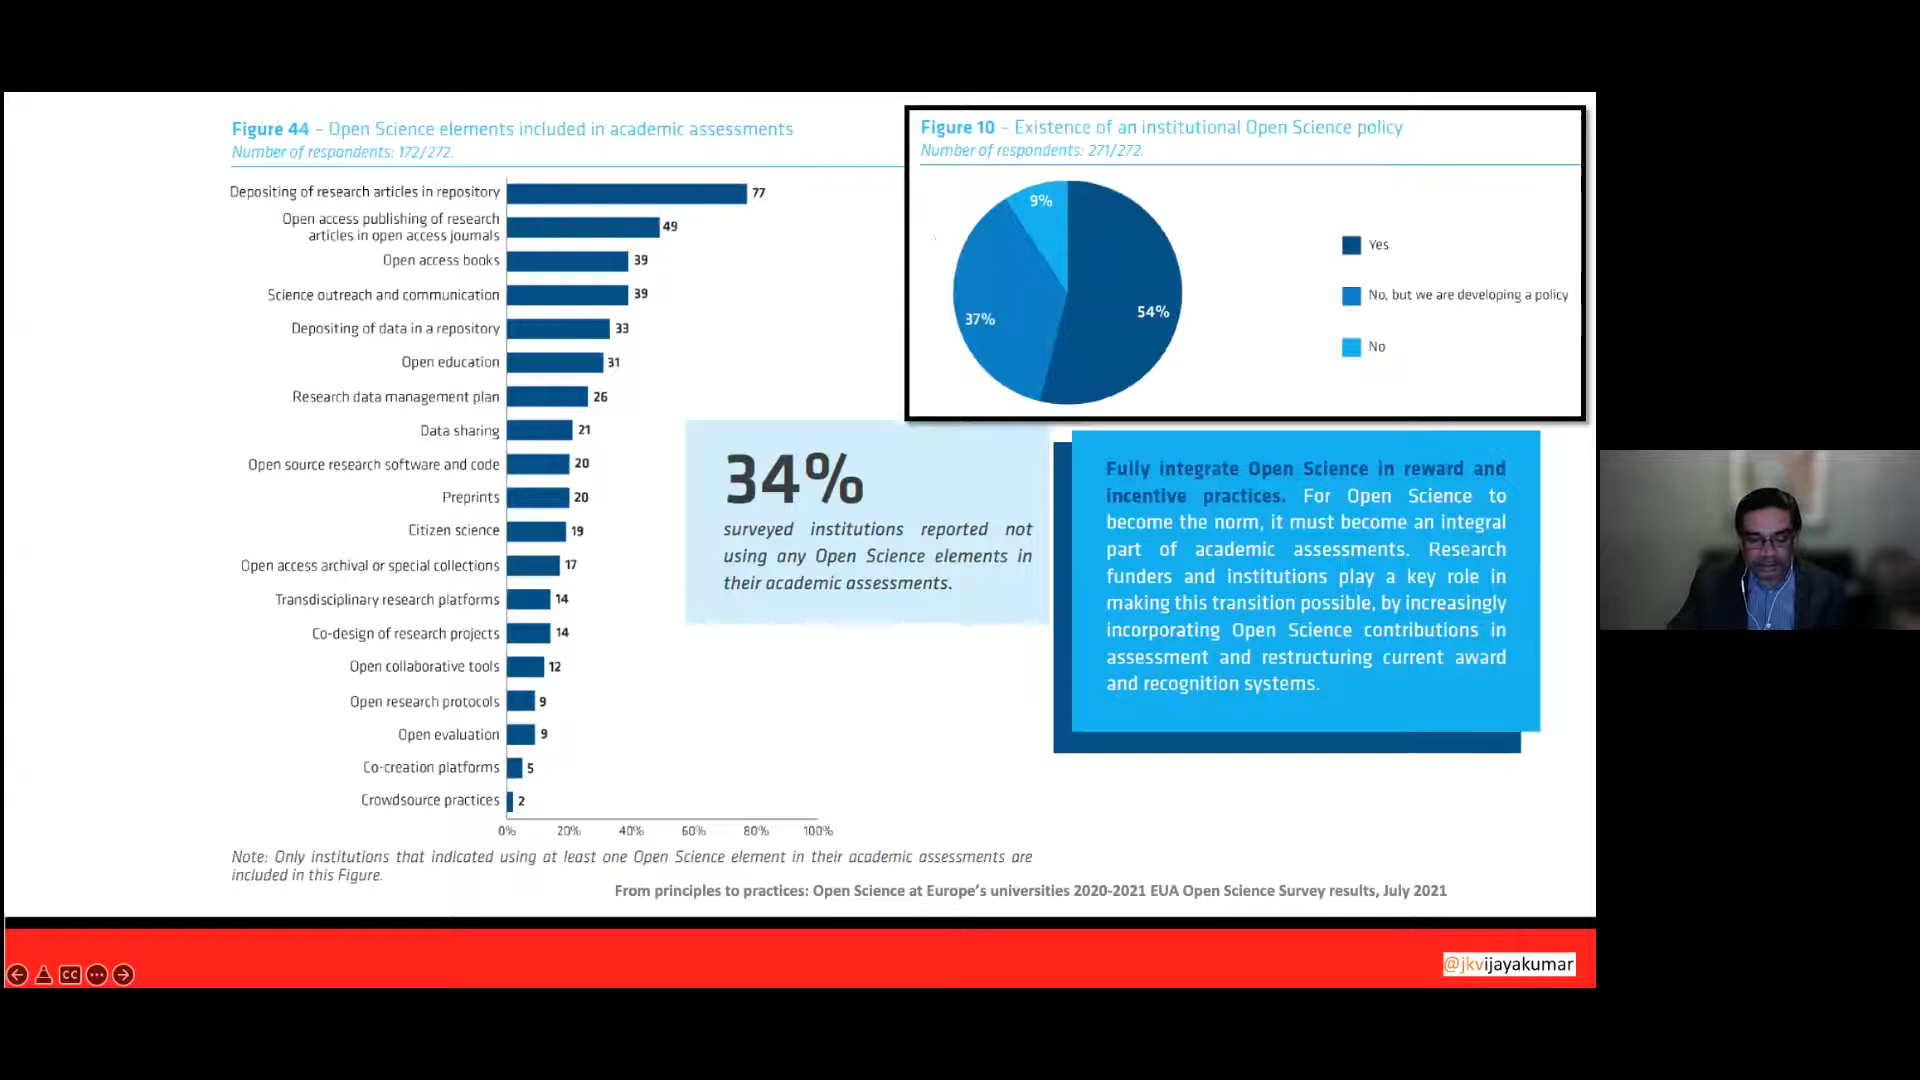 Figure 44 – Open Science elements included in academic assessments
Number of respondents: 172/272.
Depositing of research articles in repository 77
Open access publishing of research
articles in open access journals 49
Open access books 39
Science outreach and communication 39
Depositing of data in a repository 33
Open education 31
Research data management plan 26
Data sharing 21
Open source research software and code 20
Preprints 20
Citizen science 19
Open access archival or special collections 17
Transdisciplinary research platforms 14
Co-design of research projects 14
Open collaborative tools 12
Open research protocols 9
Open evaluation 9
Co-creation platforms 5
Crowdsource practices 2
0% 20% 40% 60% 80% 100%
Note: Only institutions that indicated using at least one Open Science element in their academic assessments are
included in this Figure.
Figure 10 – Existence of an institutional Open Science policy
Number of respondents: 271/272.
9%
37%
54%
Yes
No, but we are developing a policy
No
34%
surveyed institutions reported not
using any Open Science elements in
their academic assessments.
Fully integrate Open Science in reward and
incentive practices. For Open Science to
become the norm, it must become an integral
part of academic assessments. Research
funders and institutions play a key role in
making this transition possible, by increasingly
incorporating Open Science contributions in
assessment and restructuring current award
and recognition systems.
From principles to practices: Open Science at Europe's universities 2020-2021 EUA Open Science Survey results, July 2021
CC
@jkvijayakumar